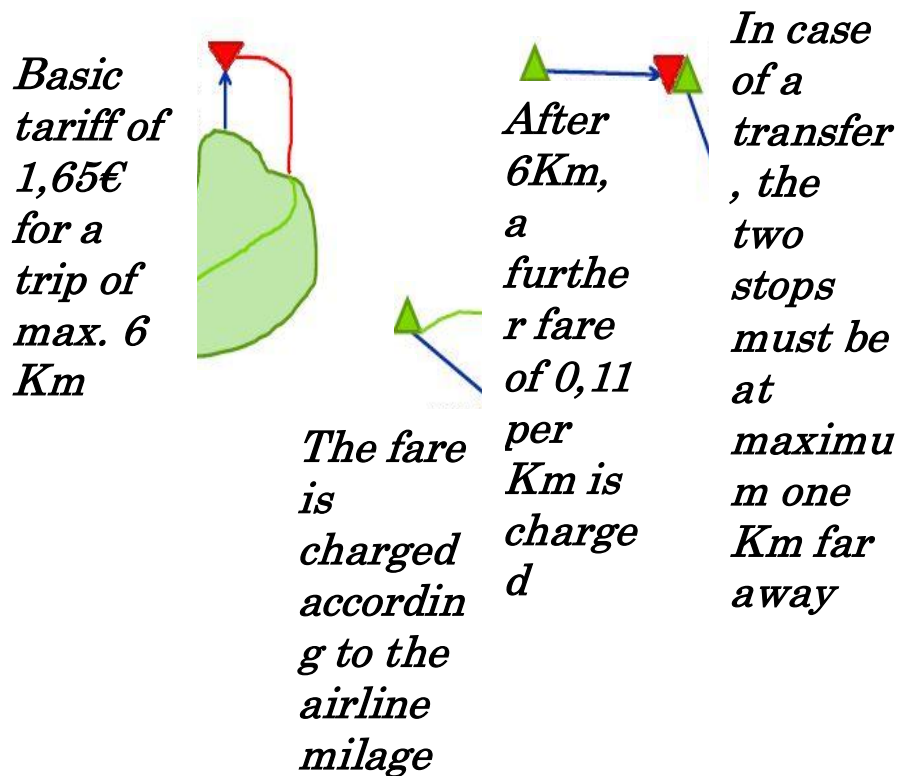 Basic
tariff of
1,65€
for a
trip of
max. 6
Km
The fare
is
charged
accordin
g to the
airline
milage
After
6Km,
a
furthe
r fare
of 0,11
per
Km is
charge
d
In case
of a
transfer
, the
two
stops
must be
at
maximu
m one
Km far
away